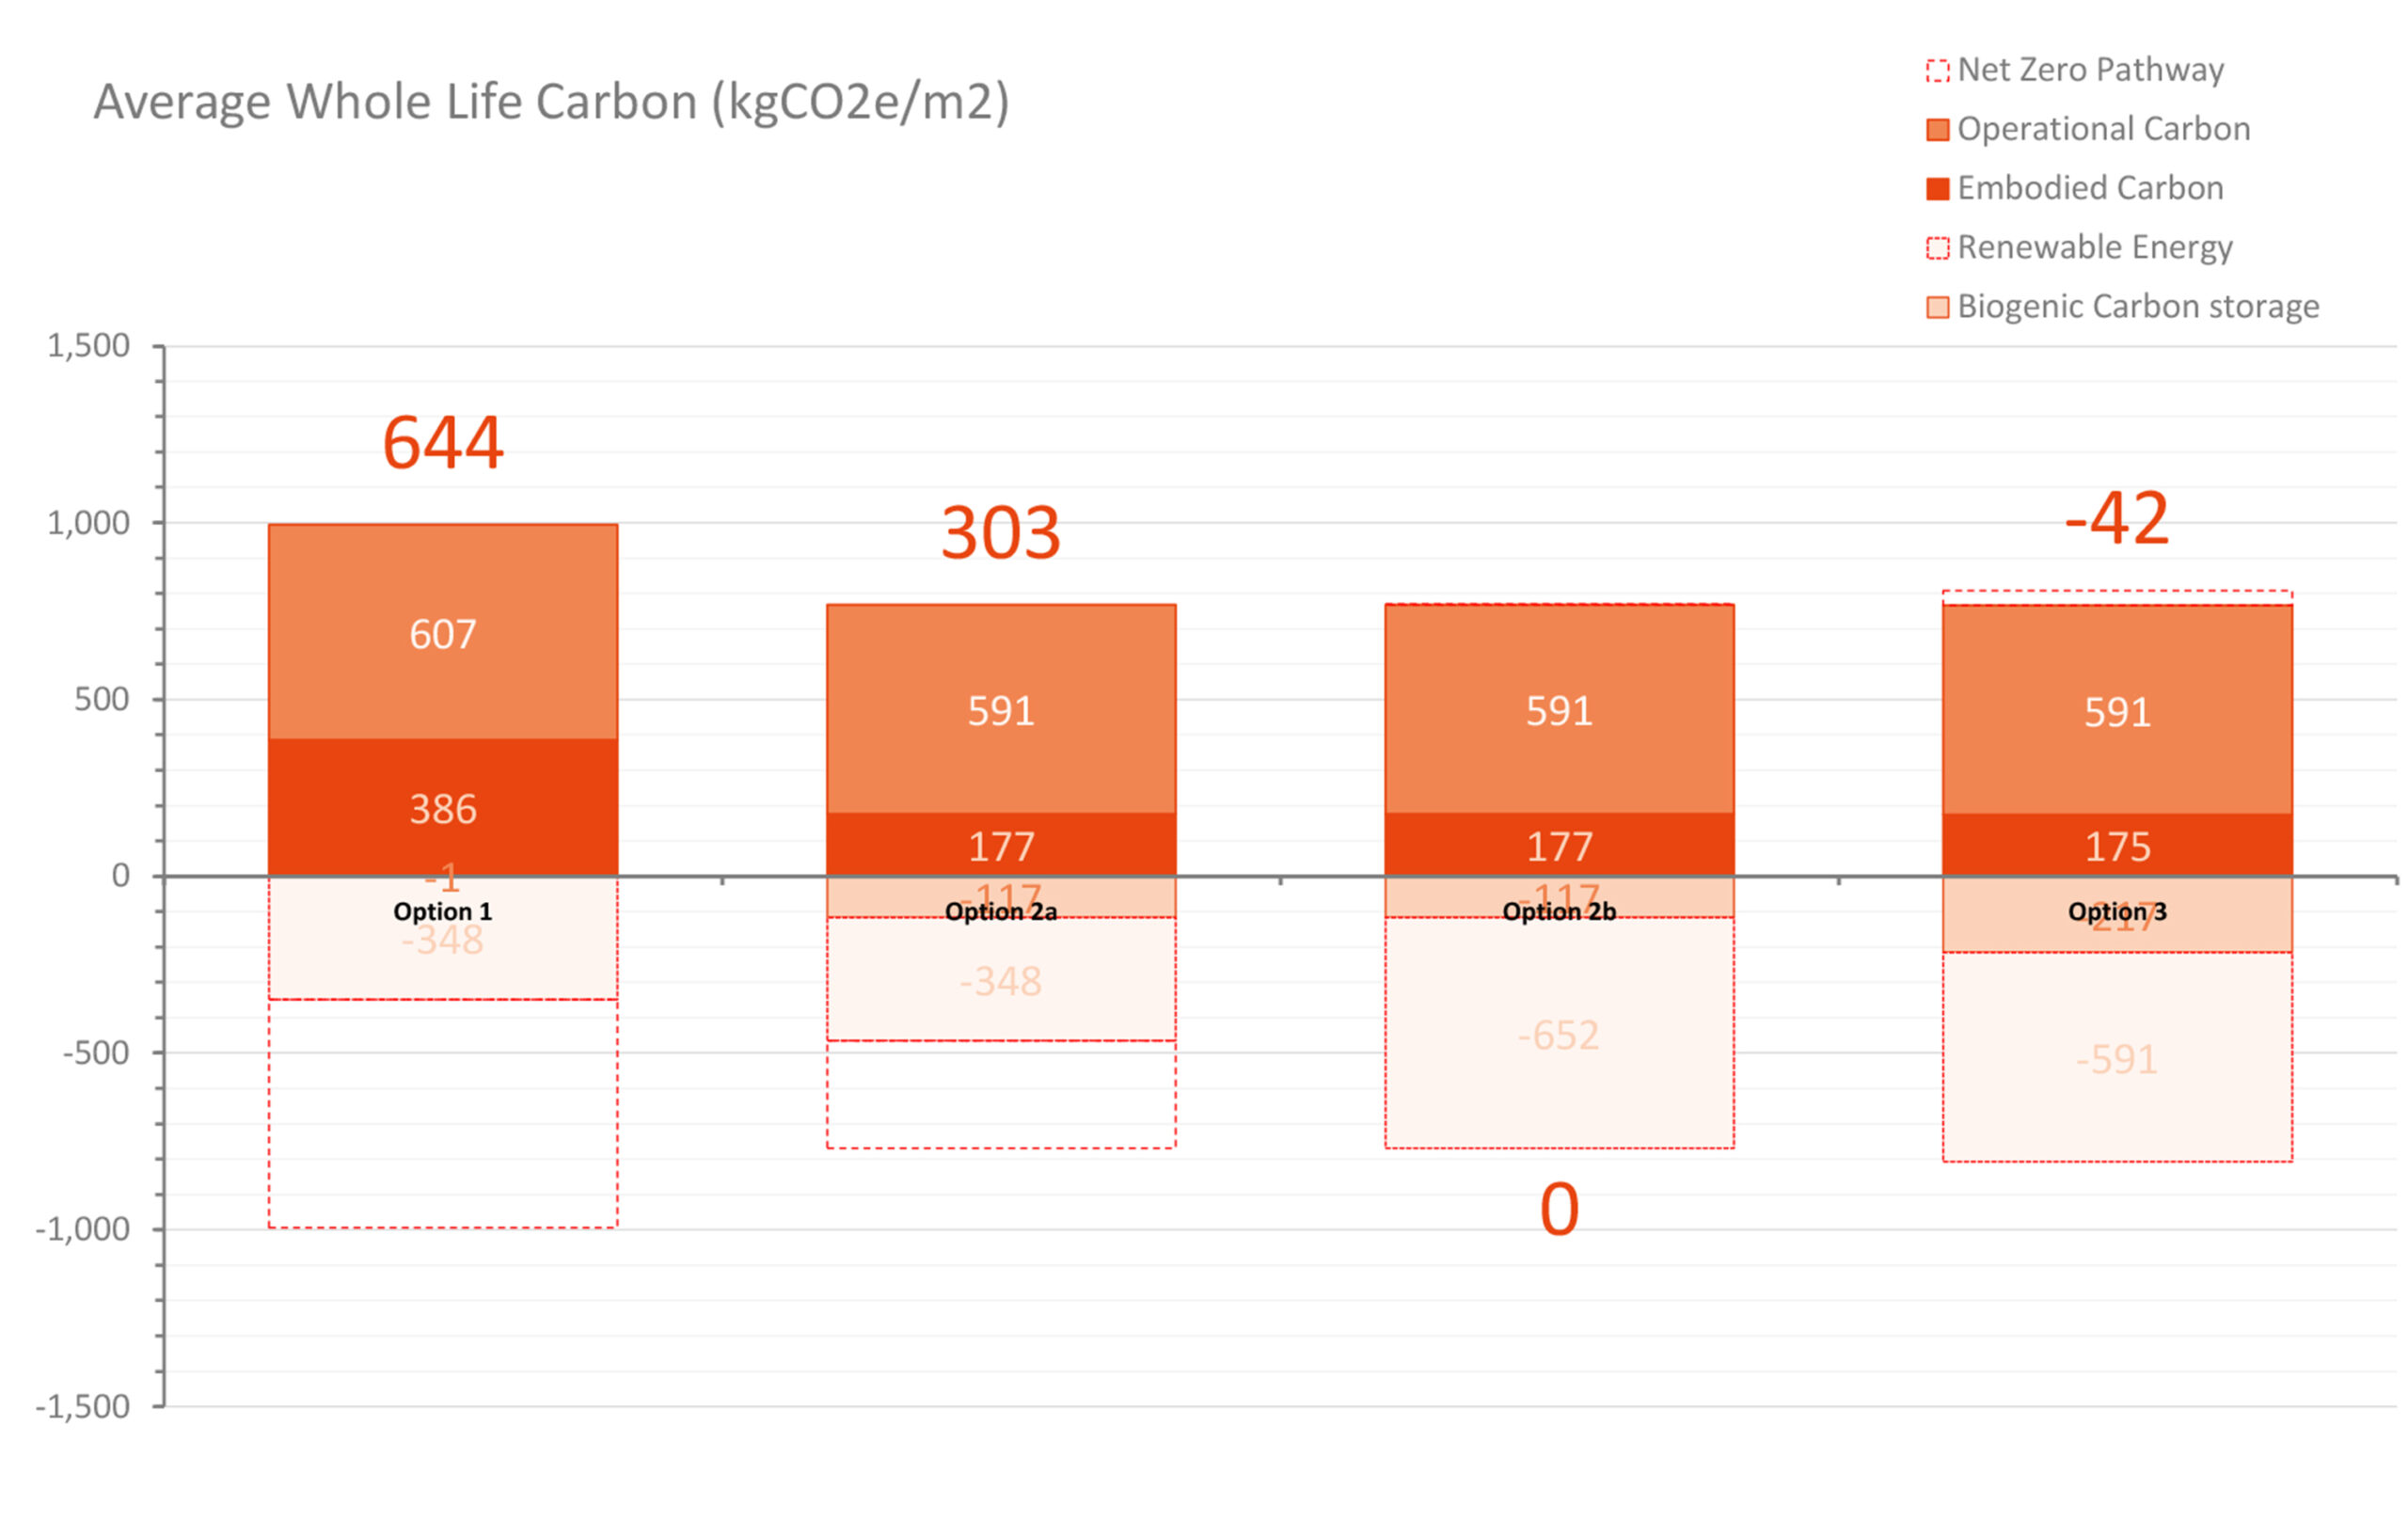 Average Whole Life Carbon (kgCO2e/m2)
Net Zero Pathway
Operational Carbon
Embodied Carbon
Renewable Energy
Biogenic Carbon storage
1,500
1,000
500
0
-500
-1,000
-1,500
644
607
386
-1
Option 1
-348
303
591
177
-117
Option 2a
-348
591
177
-117
Option 2b
-652
0
-42
591
175
-217
Option 3
-591